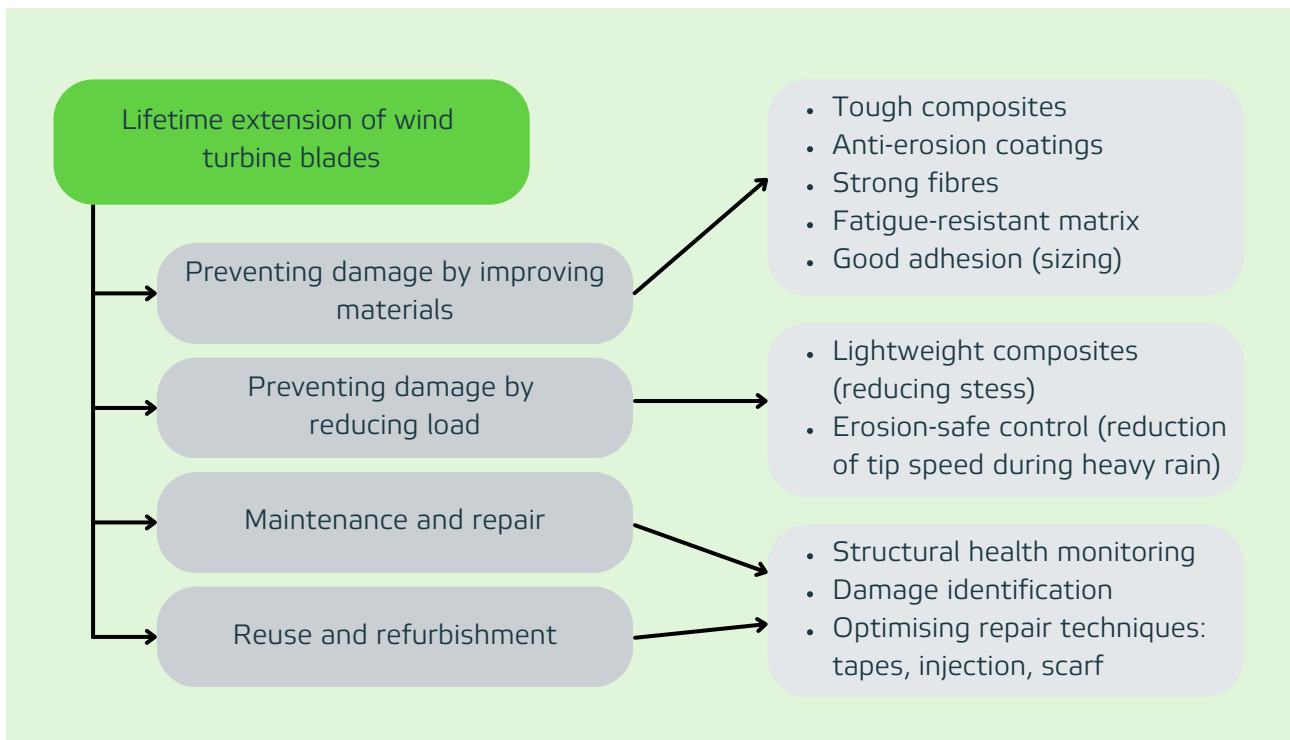 Lifetime extension of wind
turbine blades
Preventing damage by improving
materials
Preventing damage by
reducing load
Maintenance and repair
Reuse and refurbishment
• Tough composites
• Anti-erosion coatings
• Strong fibres
• Fatigue-resistant matrix
• Good adhesion (sizing)
• Lightweight composites
(reducing stess)
• Erosion-safe control (reduction
of tip speed during heavy rain)
• Structural health monitoring
• Damage identification
• Optimising repair techniques:
tapes, injection, scarf